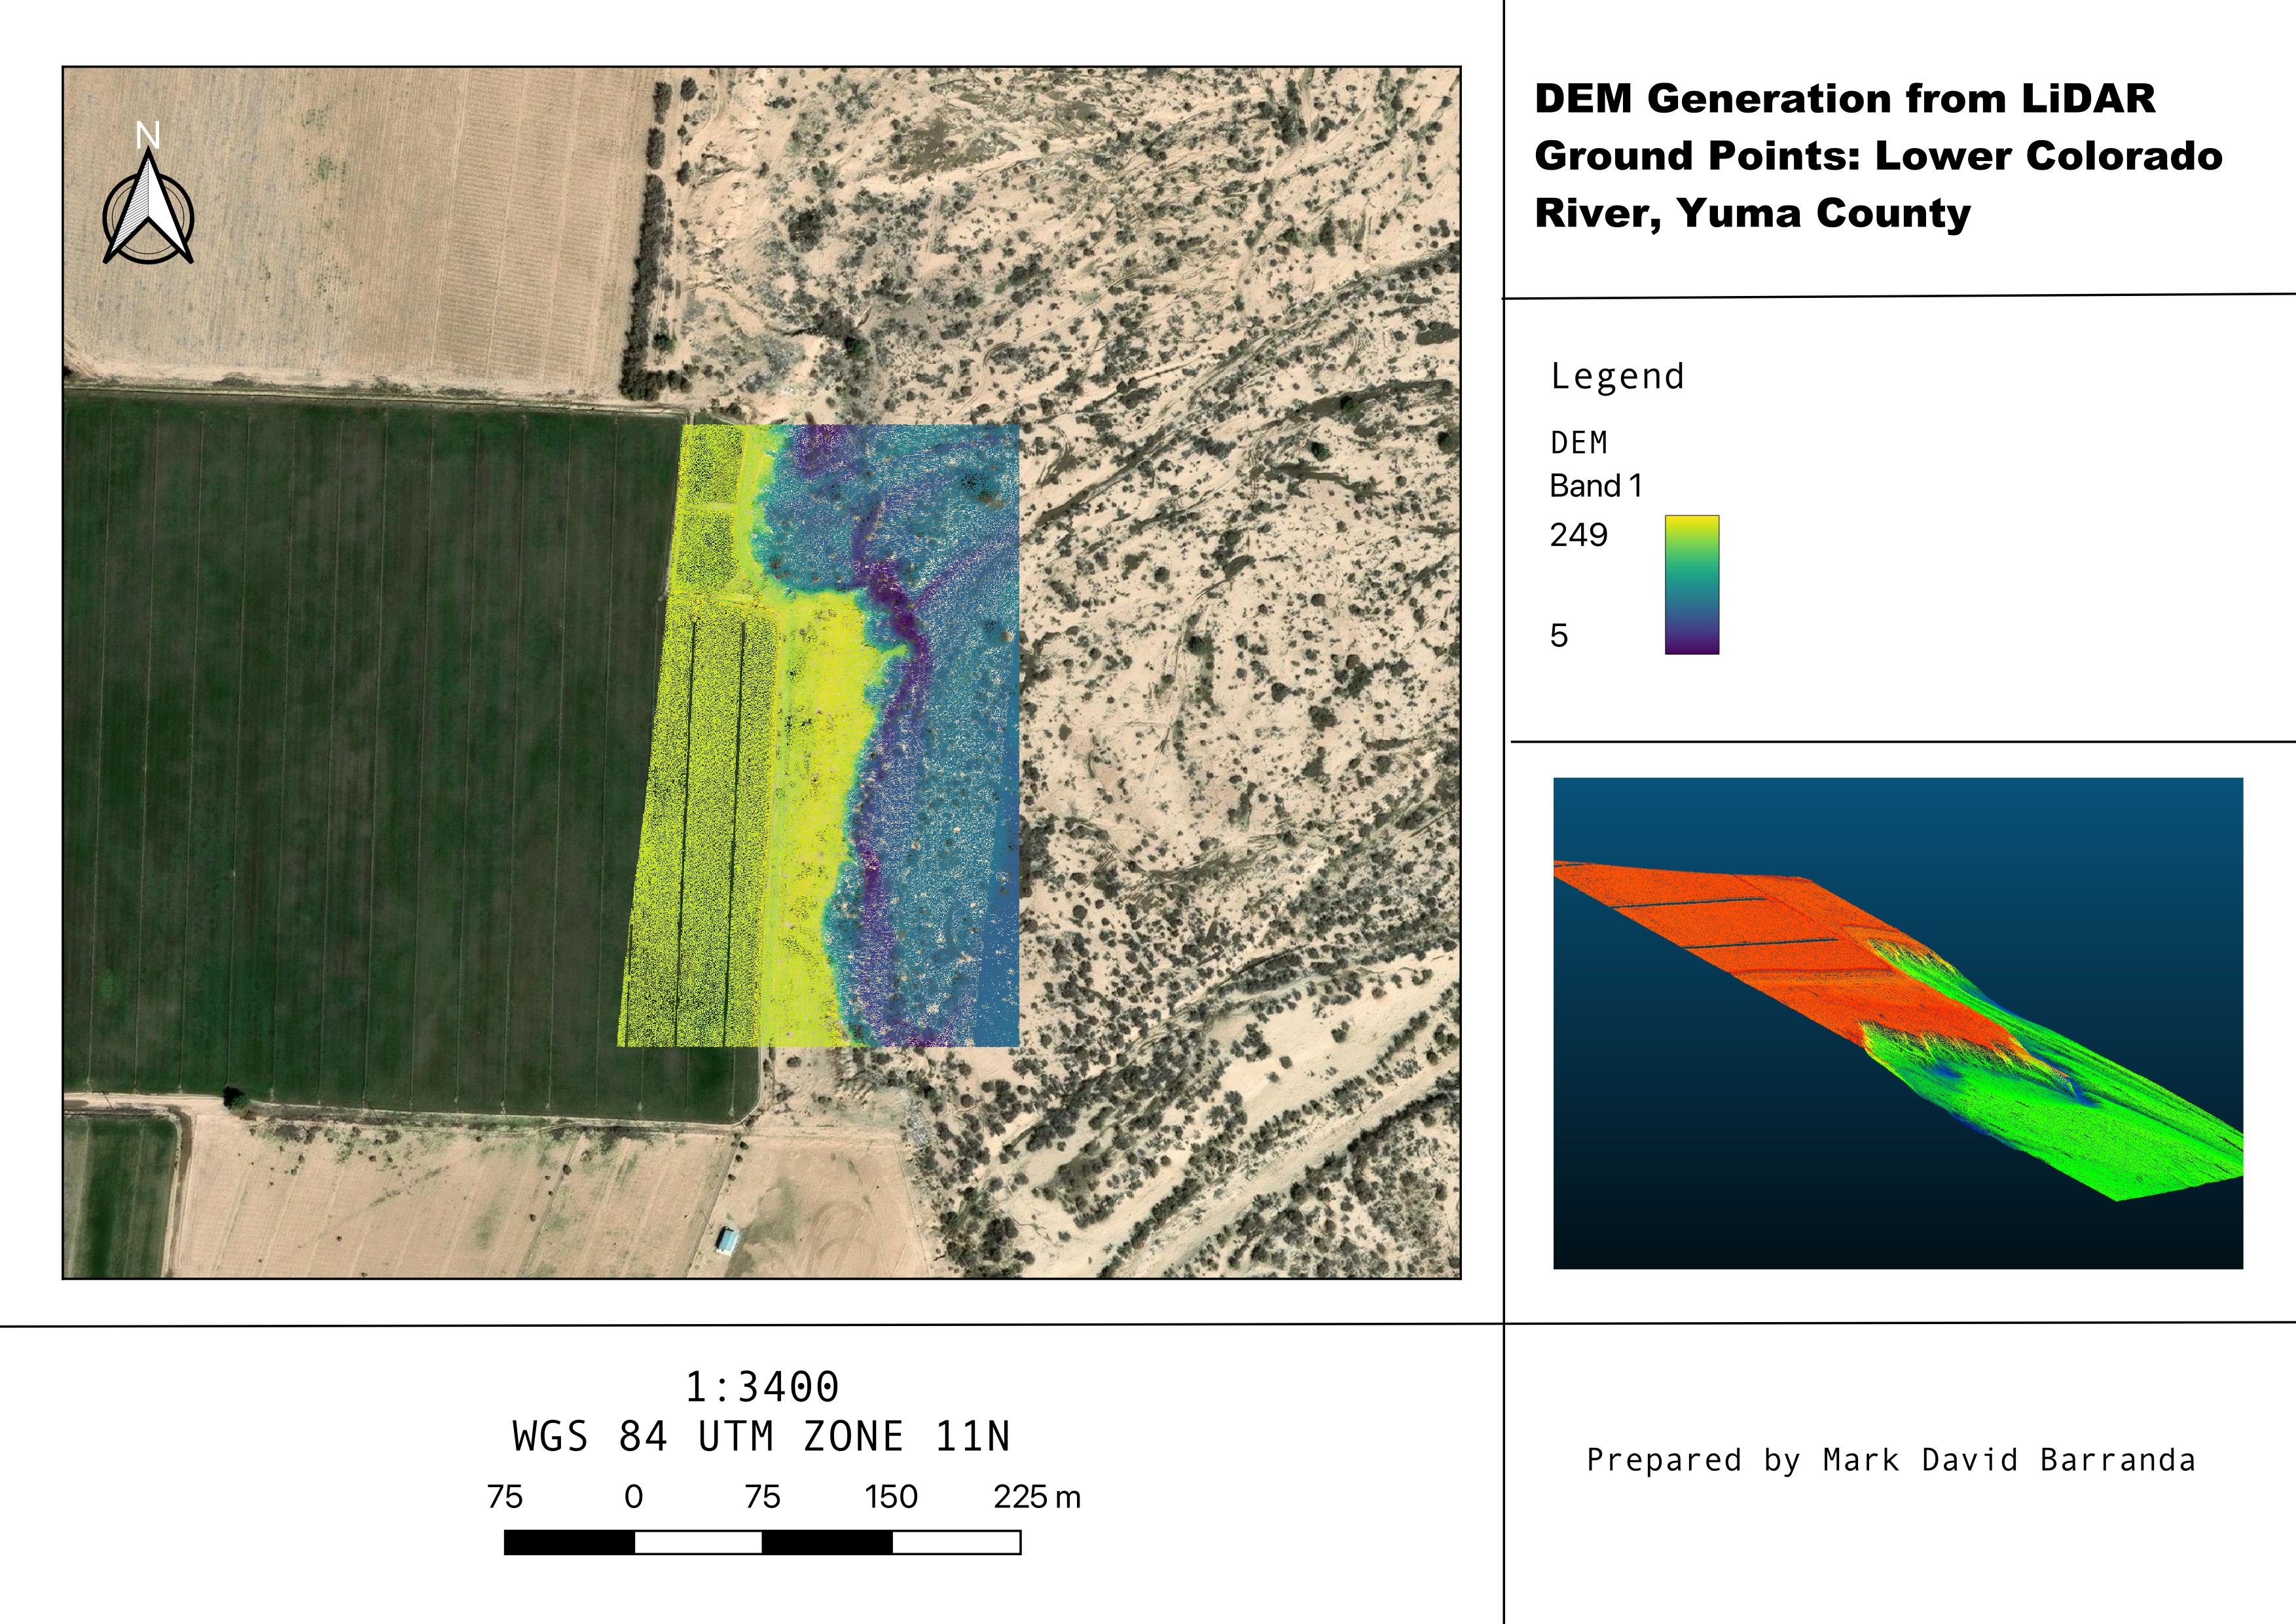 N
DEM Generation from LiDAR
Ground Points: Lower Colorado
River, Yuma County
Legend
DEM
Band 1
249
5
1:3400
WGS 84 UTM ZONE 11N
75 0 75 150 225 m
Prepared by Mark David Barranda